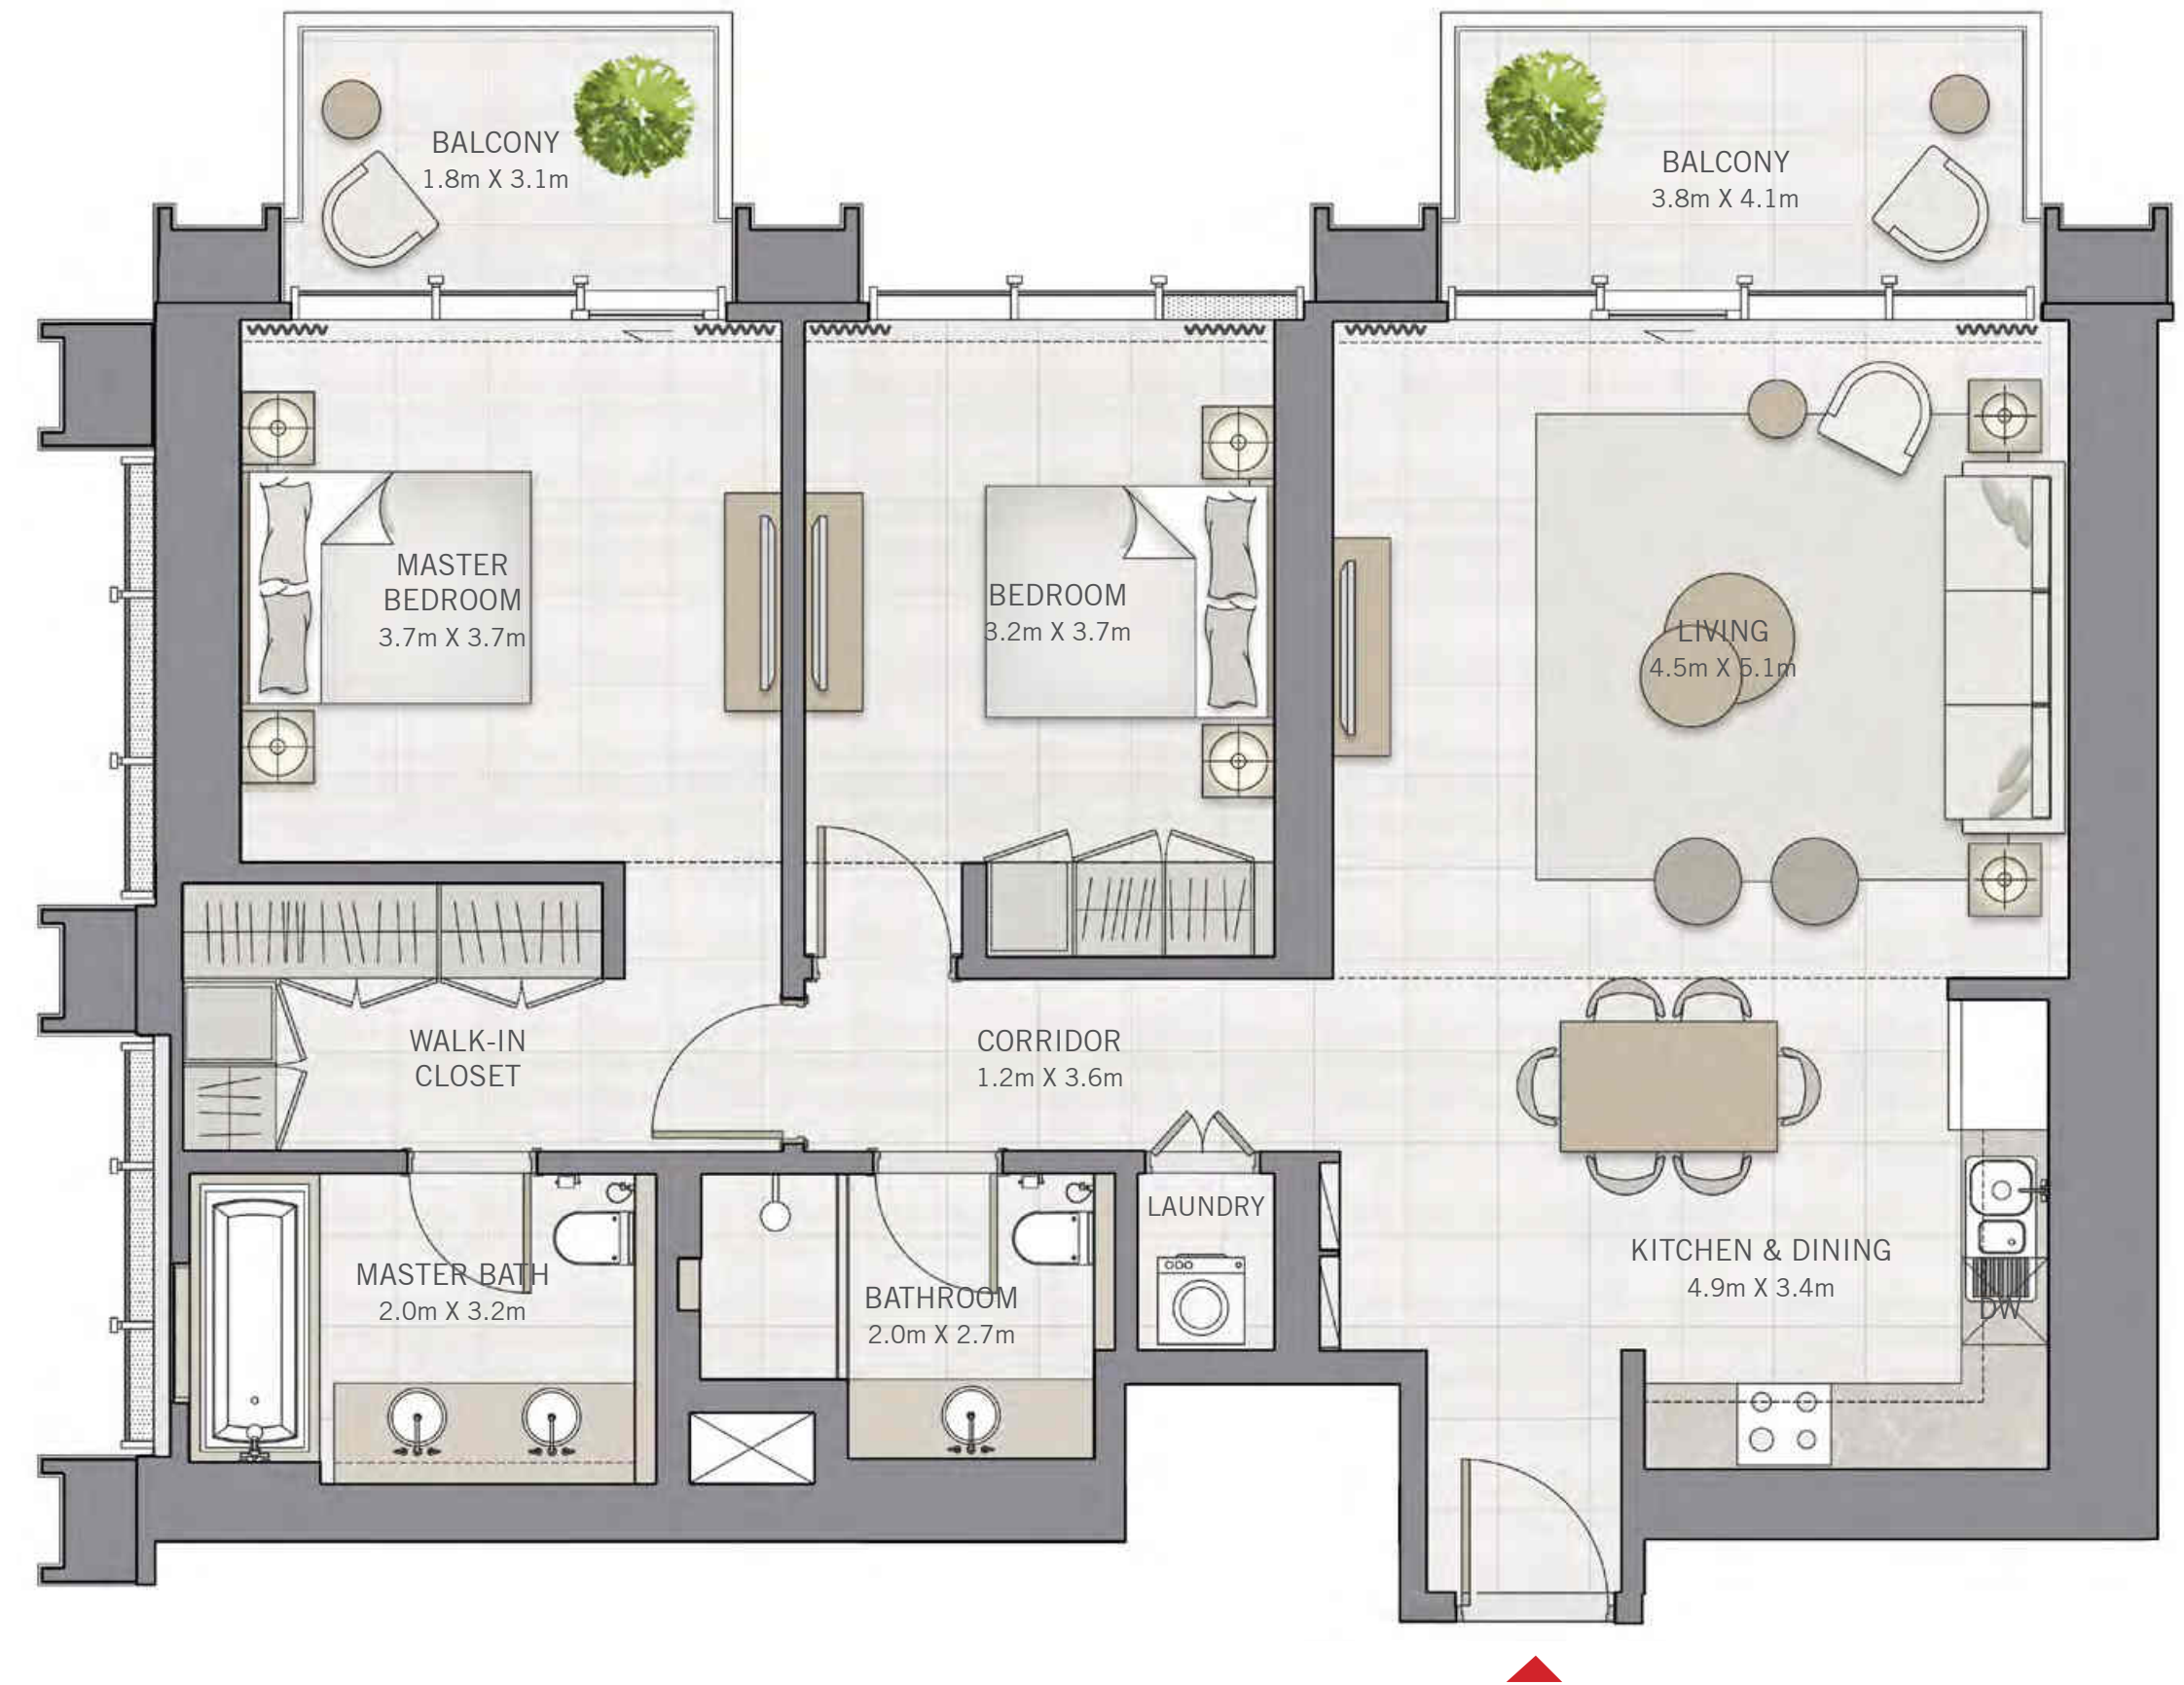 BALCONY
1.8m X 3.1m
BALCONY
3.8m X 4.1m
MASTER
BEDROOM
3.7m X 3.7m
BEDROOM
3.2m X 3.7m
LIVING
4.5m X 5.1m
WALK-IN
CLOSET
CORRIDOR
1.2m X 3.6m
LAUNDRY
MASTER BATH
2.0m X 3.2m
BATHROOM
2.0m X 2.7m
KITCHEN & DINING
4.9m X 3.4m
DW